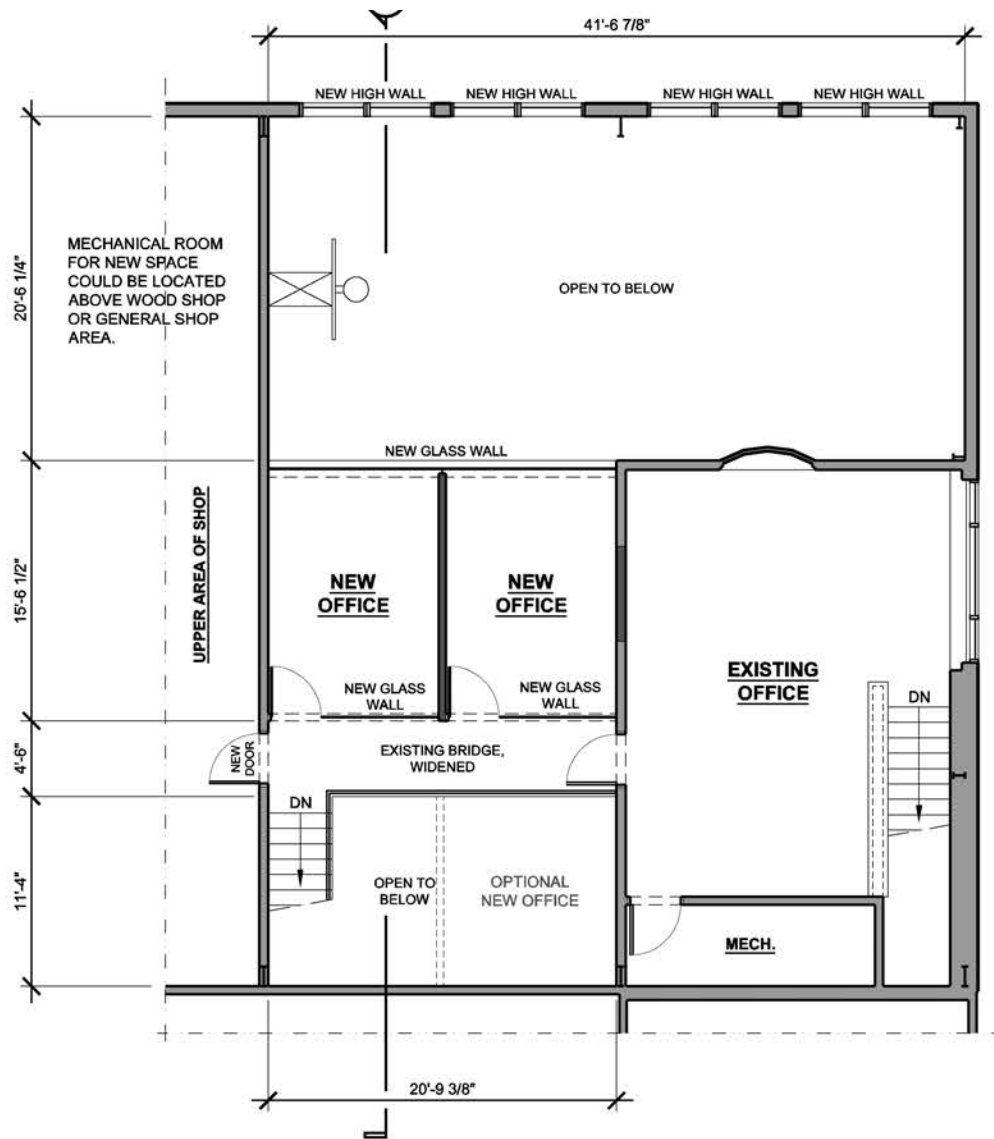 41'-6 7/8"
NEW HIGH WALL
NEW HIGH WALL
NEW HIGH WALL
NEW HIGH WALL
20'-6 1/4"
MECHANICAL ROOM
FOR NEW SPACE
COULD BE LOCATED
ABOVE WOOD SHOP
OR GENERAL SHOP
AREA.
OPEN TO BELOW
NEW GLASS WALL
15'-6 1/2"
UPPER AREA OF SHOP
NEW
OFFICE
NEW
OFFICE
EXISTING
OFFICE
NEW GLASS
WALL
NEW GLASS
WALL
DN
4'-6"
NEW
DOOR
EXISTING BRIDGE,
WIDENED
DN
11'-4"
OPEN TO
BELOW
OPTIONAL
NEW OFFICE
MECH.
20'-9 3/8"